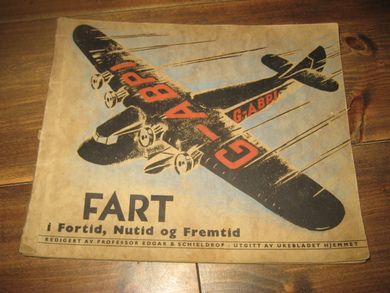 G-ABPI
G-ABPI
FART
i Fortid, Nutid og Fremtid
REDIGERT AV PROFESSOR EDGAR B SCHIELDROP - UTGITT AV UKEBLADET HJEMMET